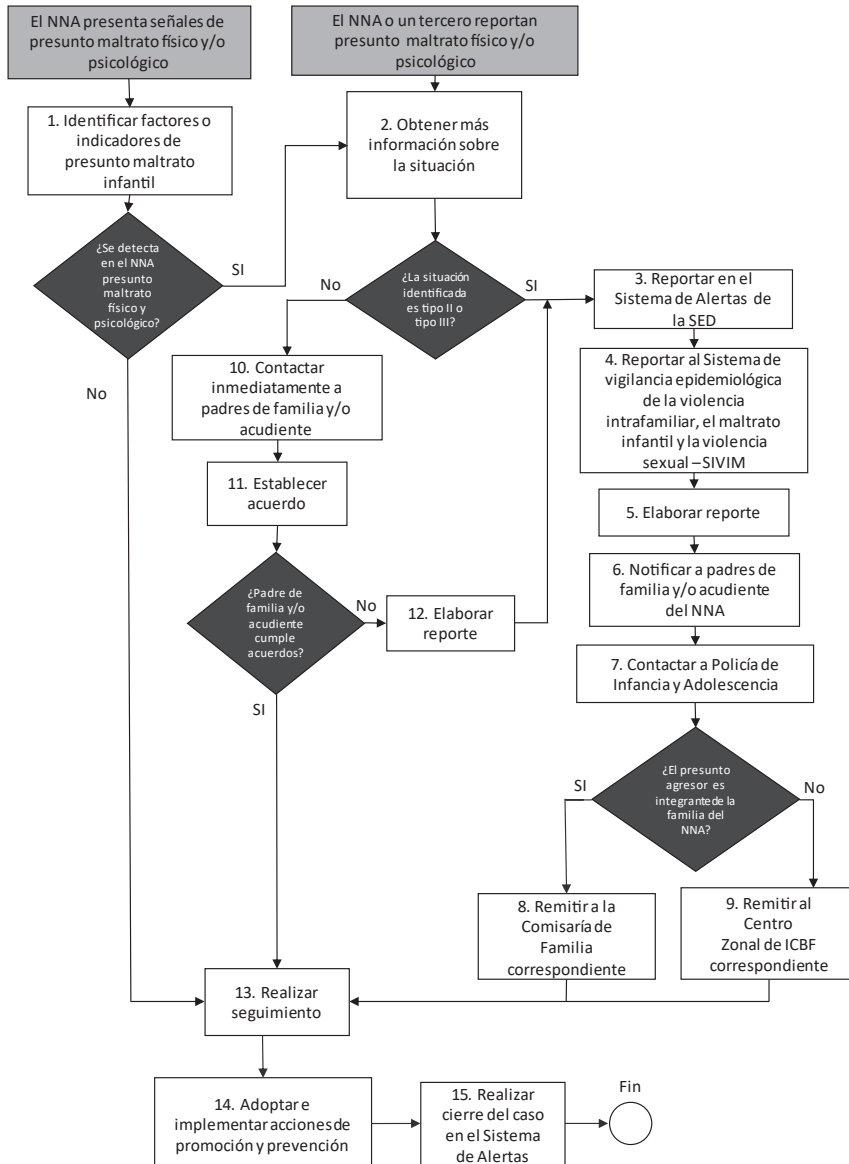 El NNA presenta señales de
presunto maltrato físico y/o
psicológico
El NNA o un tercero reportan
presunto maltrato físico y/o
psicológico
1. Identificar factores o
indicadores de
presunto maltrato
infantil
2. Obtener más
información sobre
la situación
¿Se detecta
en el NNA
presunto
maltrato
físico y
psicológico?
SI
No
¿La situación
identificada
es tipo II o
tipo III?
No
SI
3. Reportar en el
Sistema de Alertas de
la SED
4. Reportar al Sistema de
vigilancia epidemiológica
de la violencia
intrafamiliar, el maltrato
infantil y la violencia
sexual –SIVIM
5. Elaborar reporte
6. Notificar a padres de
familia y/o acudiente
del NNA
7. Contactar a Policía de
Infancia y Adolescencia
10. Contactar
inmediatamente a
padres de familia y/o
acudiente
11. Establecer
acuerdo
¿Padre de
familia y/o
acudiente
cumple
acuerdos?
No
SI
12. Elaborar
reporte
¿El presunto
agresor es
integrante de la
familia del
NNA?
SI
No
8. Remitir a la
Comisaría de
Familia
correspondiente
9. Remitir al
Centro
Zonal de ICBF
correspondiente
13. Realizar
seguimiento
14. Adoptar e
implementar acciones de
promoción y prevención
15. Realizar
cierre del caso
en el Sistema
de Alertas
Fin